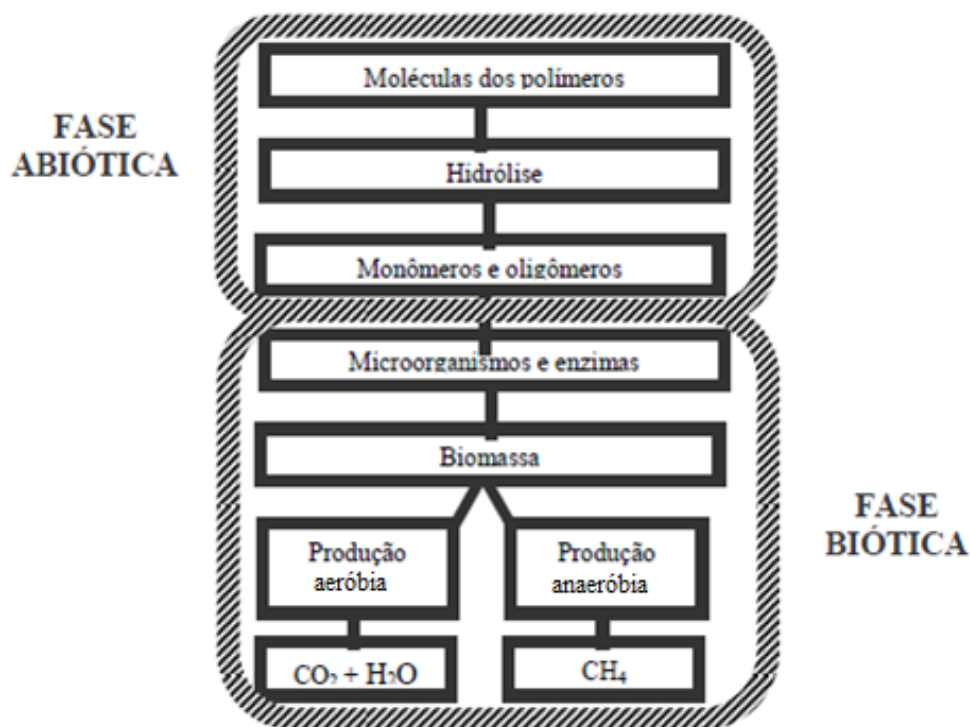 FASE
ABIÓTICA
Moléculas dos polímeros
Hidrólise
Monômeros e oligômeros
Microorganismos e enzimas
Biomassa
FASE
BIÓTICA
Produção
aeróbia
Produção
anaeróbia
CO₂ + H₂O
CH₄